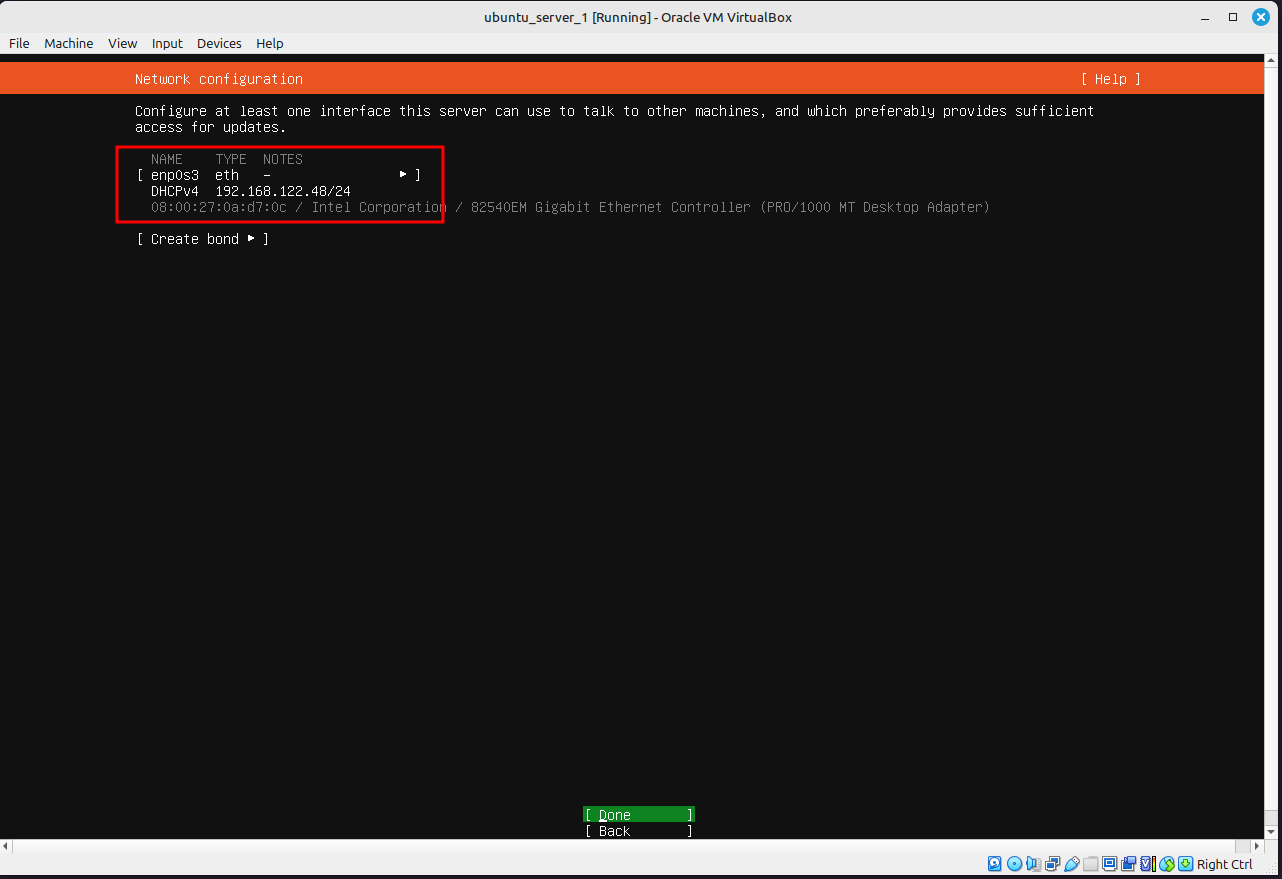 ubuntu_server_1 [Running] - Oracle VM VirtualBox
File Machine View Input Devices Help
Network configuration [ Help ]
Configure at least one interface this server can use to talk to other machines, and which preferably provides sufficient
access for updates.
NAME TYPE NOTES
[ enp0s3 eth - ▸ ]
DHCPv4 192.168.122.48/24
08:00:27:0a:d7:0c / Intel Corporation / 82540EM Gigabit Ethernet Controller (PRO/1000 MT Desktop Adapter)
[ Create bond ▸ ]
[ Done ]
[ Back ]
Right Ctrl